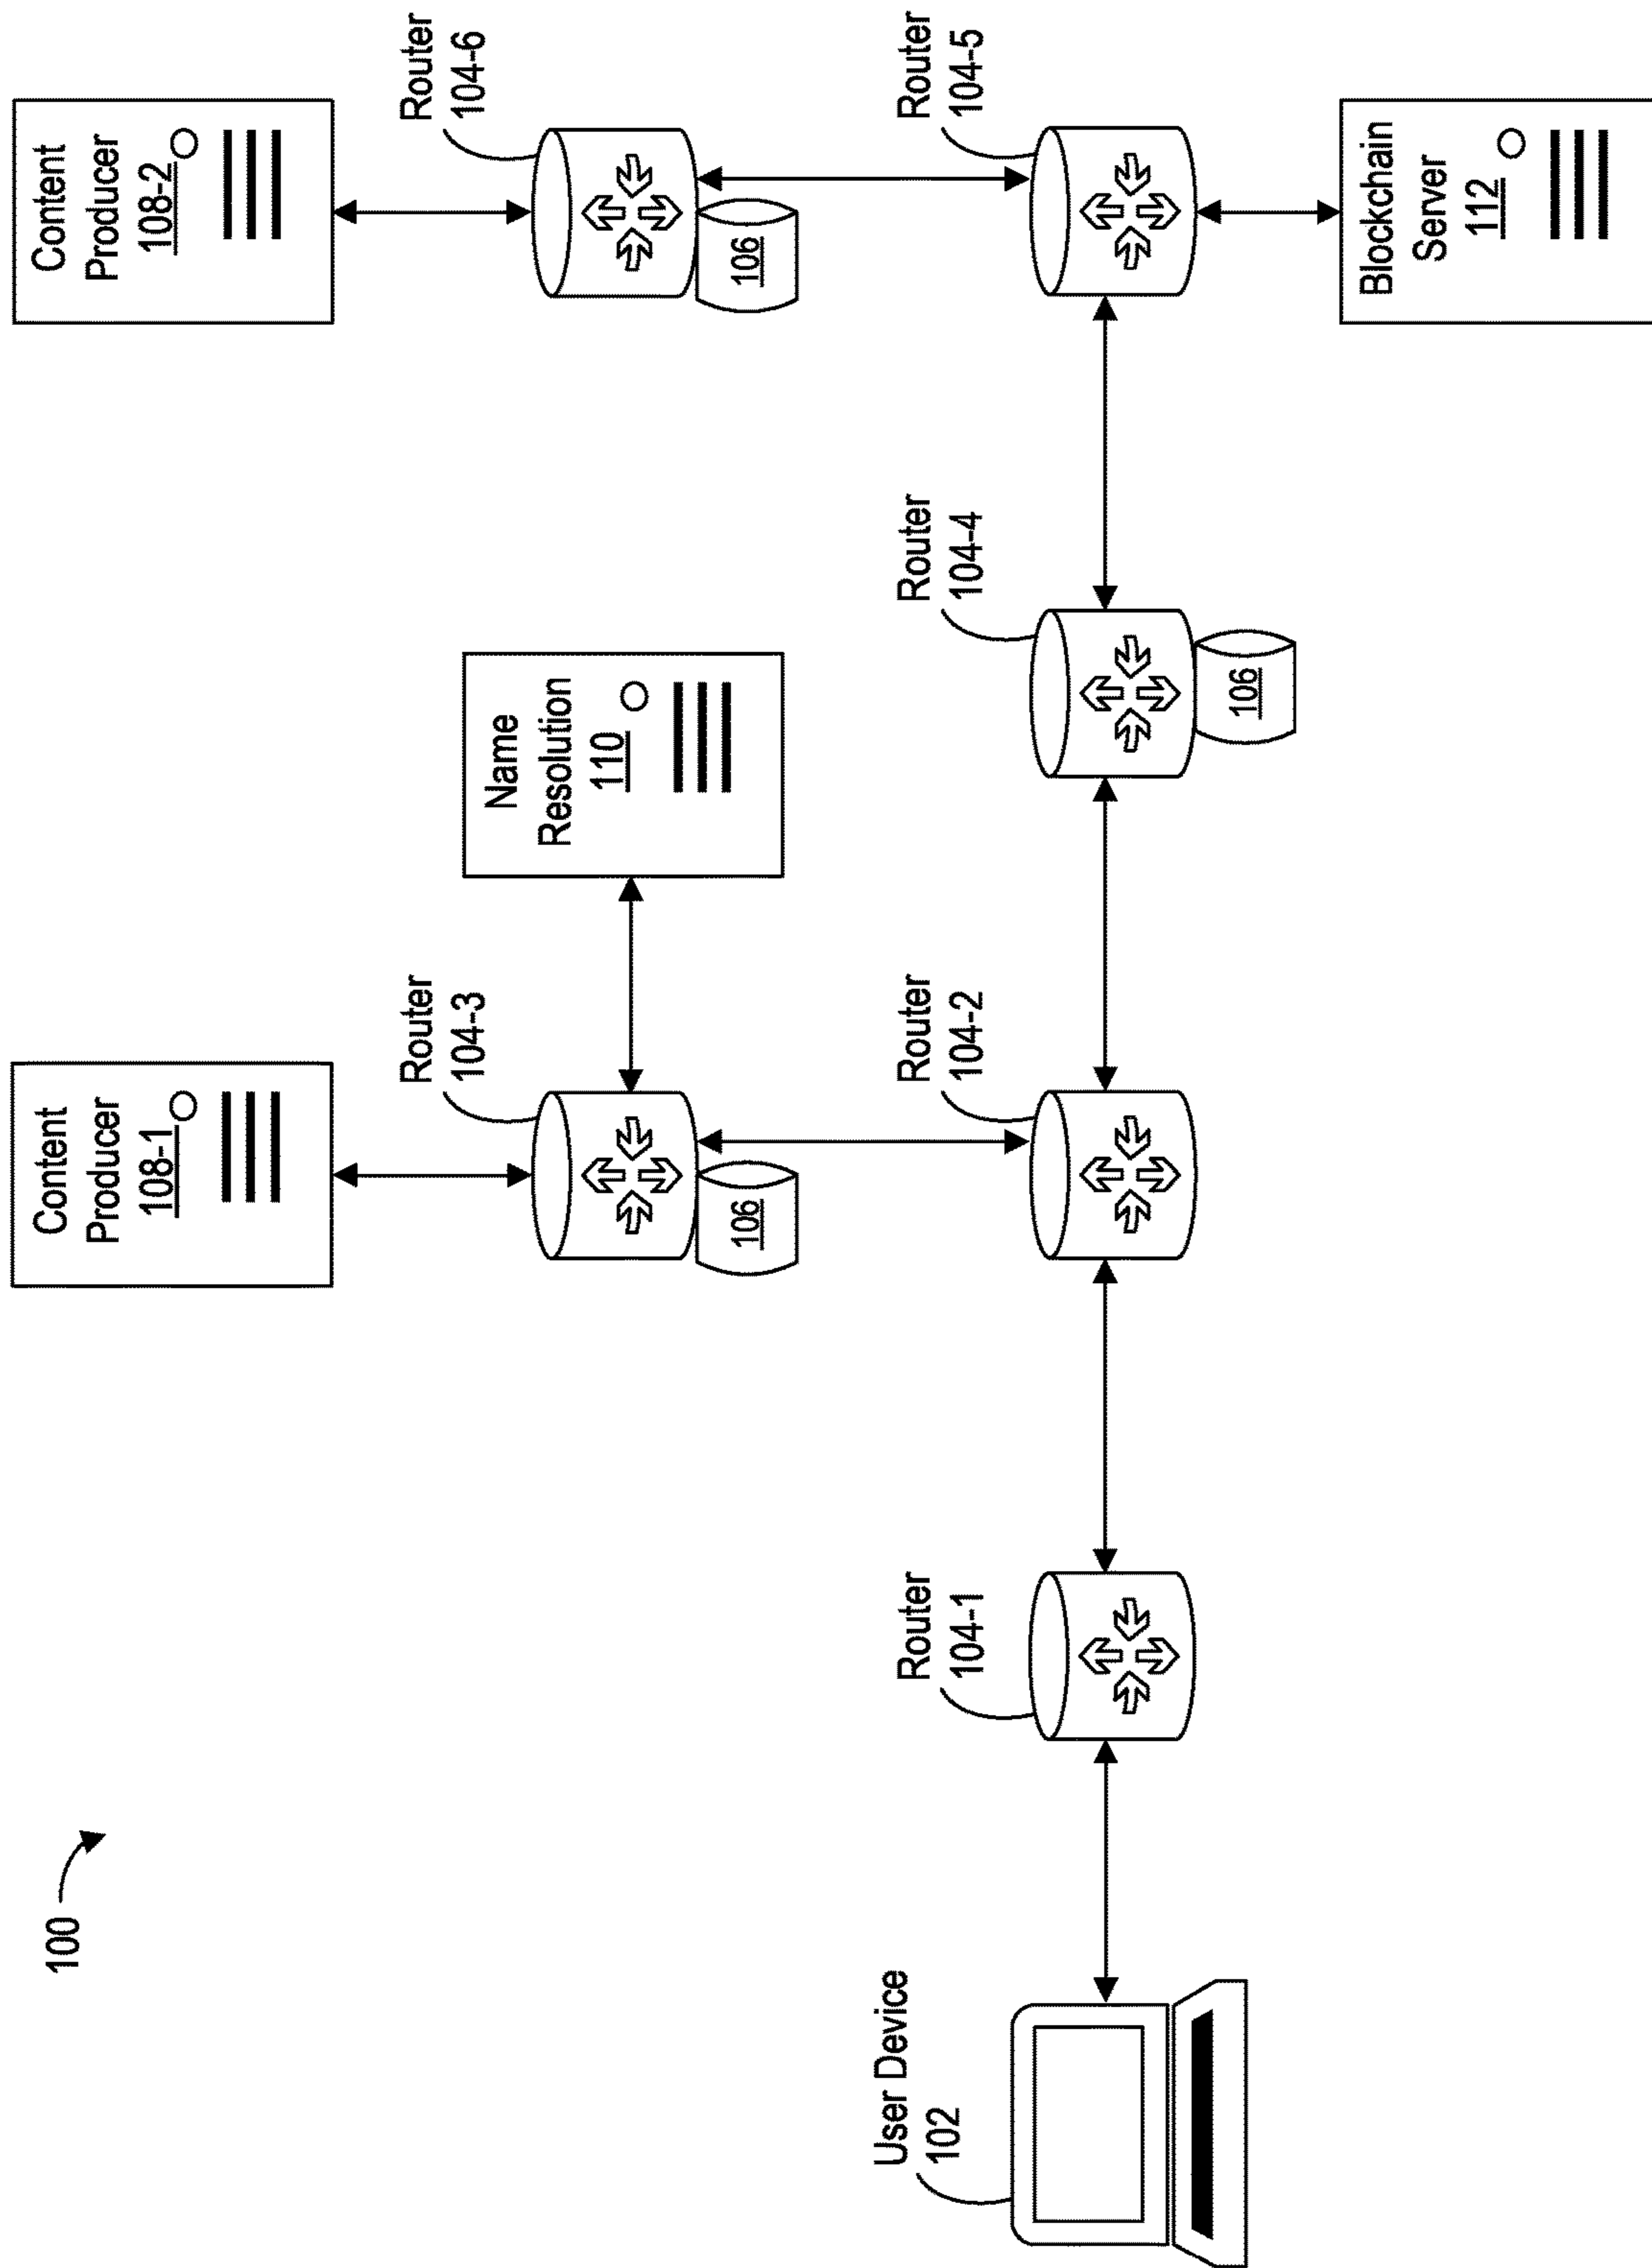 100
Content
Producer
108-1
Content
Producer
108-2
Router
104-3
Name
Resolution
110
Router
104-6
106
106
User Device
102
Router
104-1
Router
104-2
Router
104-4
Router
104-5
106
Blockchain
Server
112